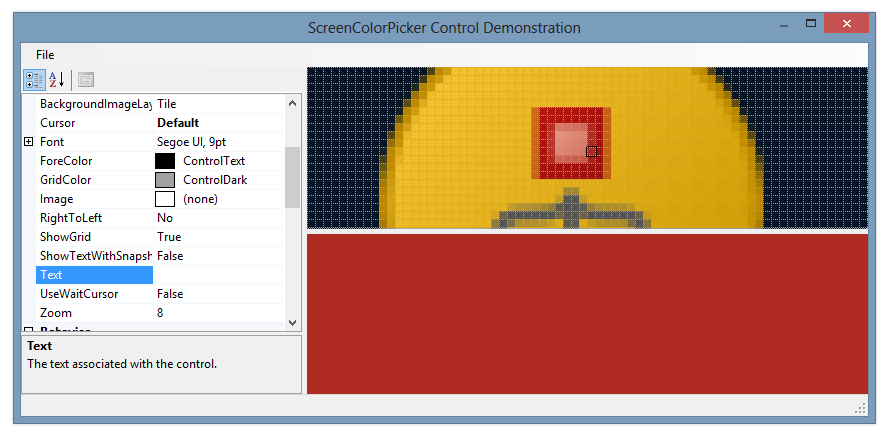 ScreenColorPicker Control Demonstration
File
BackgroundImageLay Tile
Cursor Default
Font Segoe UI, 9pt
ForeColor ControlText
GridColor ControlDark
Image (none)
RightToLeft No
ShowGrid True
ShowTextWithSnapsh False
Text
UseWaitCursor False
Zoom 8
Behavior
Text
The text associated with the control.